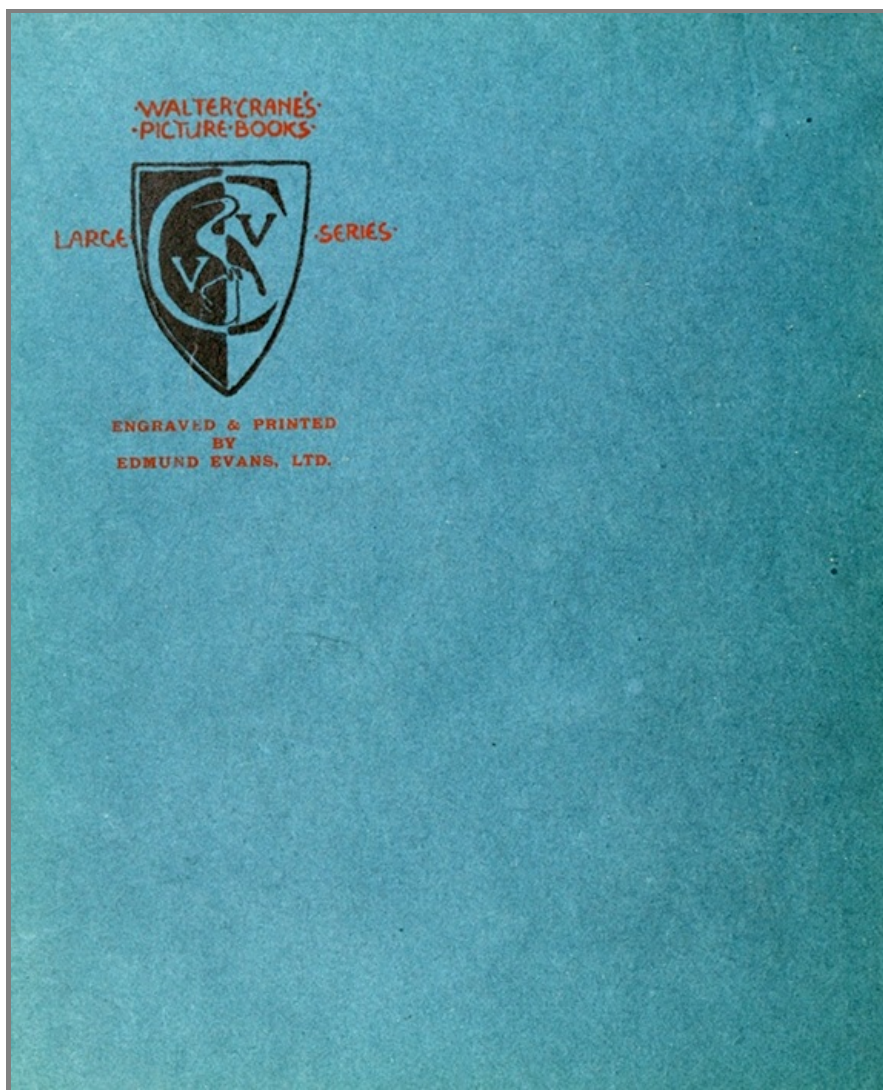 ·WALTER·CRANE'S·
·PICTURE·BOOKS·
LARGE· ·SERIES·
V V
ENGRAVED & PRINTED
BY
EDMUND EVANS, LTD.